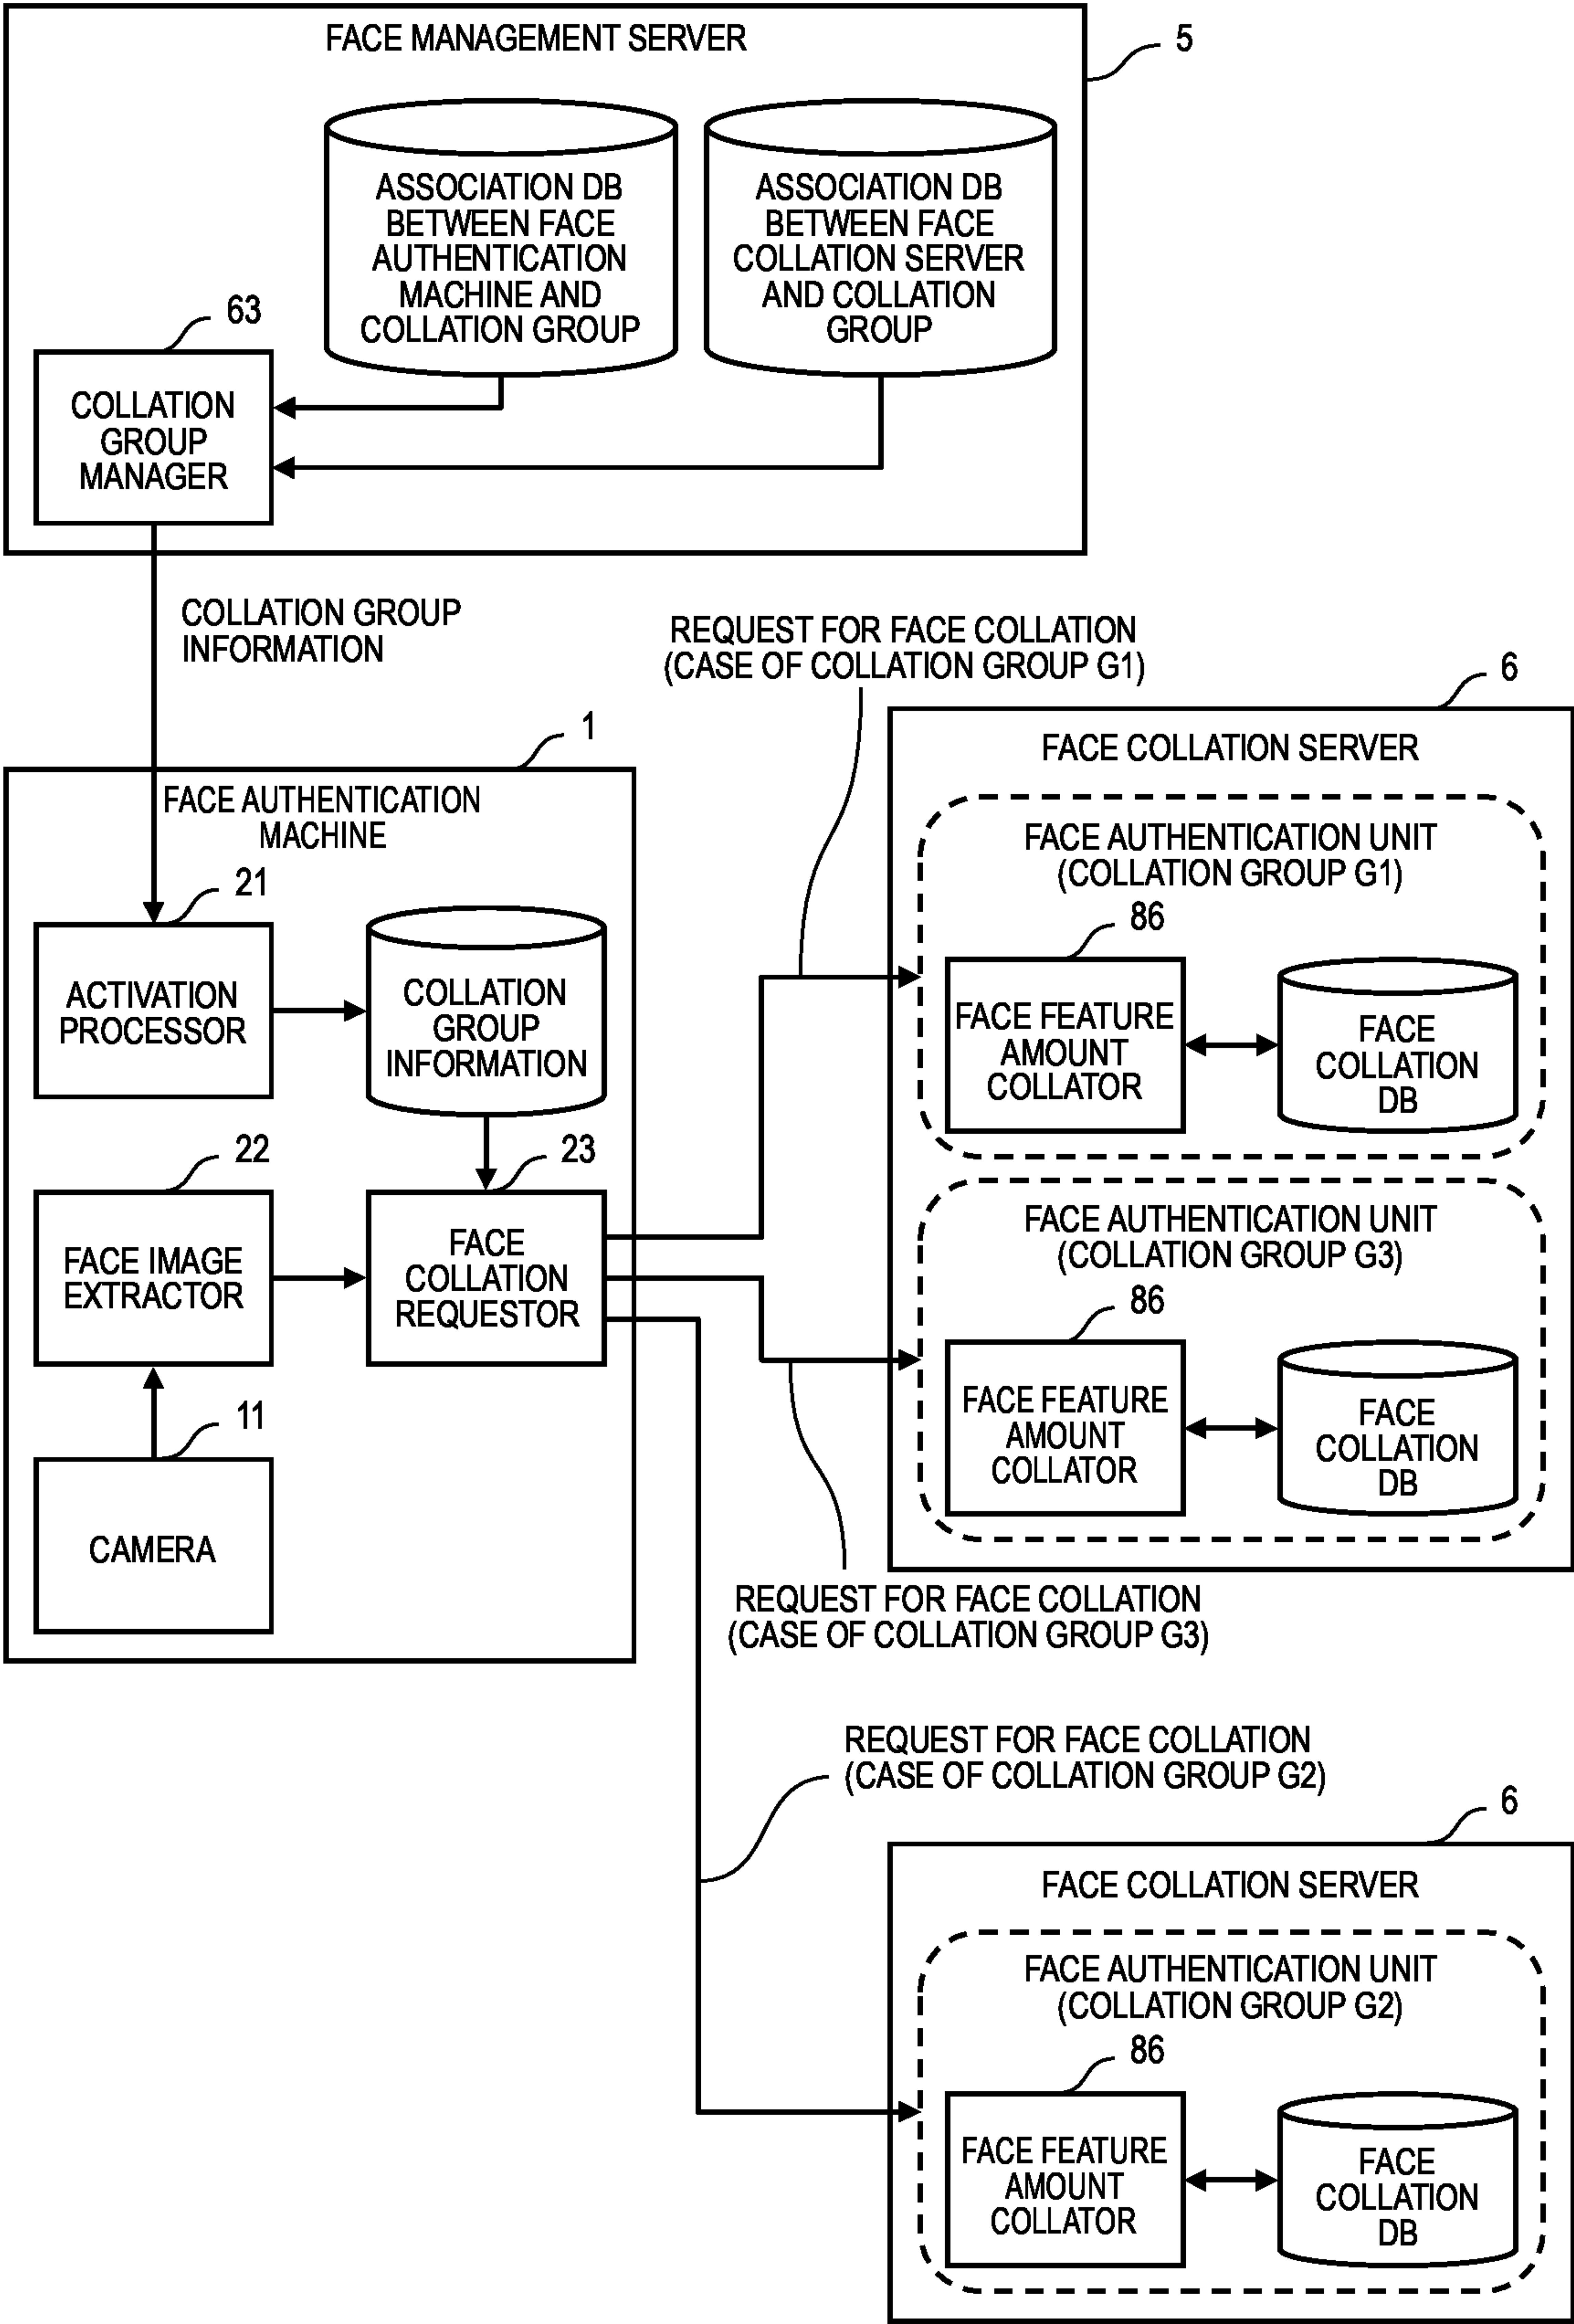 FACE MANAGEMENT SERVER
5
ASSOCIATION DB
BETWEEN FACE
AUTHENTICATION
MACHINE AND
COLLATION GROUP
ASSOCIATION DB
BETWEEN FACE
COLLATION SERVER
AND COLLATION
GROUP
63
COLLATION
GROUP
MANAGER
COLLATION GROUP
INFORMATION
REQUEST FOR FACE COLLATION
(CASE OF COLLATION GROUP G1)
1
FACE AUTHENTICATION
MACHINE
21
ACTIVATION
PROCESSOR
COLLATION
GROUP
INFORMATION
22
FACE IMAGE
EXTRACTOR
23
FACE
COLLATION
REQUESTOR
11
CAMERA
6
FACE COLLATION SERVER
FACE AUTHENTICATION UNIT
(COLLATION GROUP G1)
86
FACE FEATURE
AMOUNT
COLLATOR
FACE
COLLATION
DB
FACE AUTHENTICATION UNIT
(COLLATION GROUP G3)
86
FACE FEATURE
AMOUNT
COLLATOR
FACE
COLLATION
DB
REQUEST FOR FACE COLLATION
(CASE OF COLLATION GROUP G3)
REQUEST FOR FACE COLLATION
(CASE OF COLLATION GROUP G2)
6
FACE COLLATION SERVER
FACE AUTHENTICATION UNIT
(COLLATION GROUP G2)
86
FACE FEATURE
AMOUNT
COLLATOR
FACE
COLLATION
DB